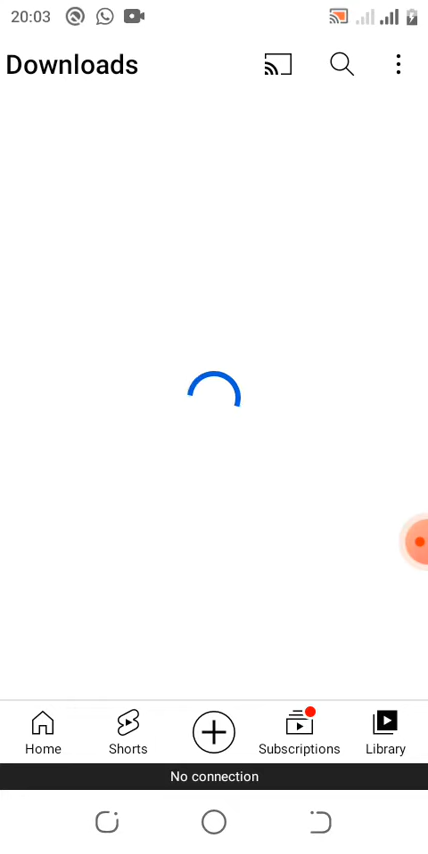 20:03
Downloads
Home
Shorts
Subscriptions
Library
No connection